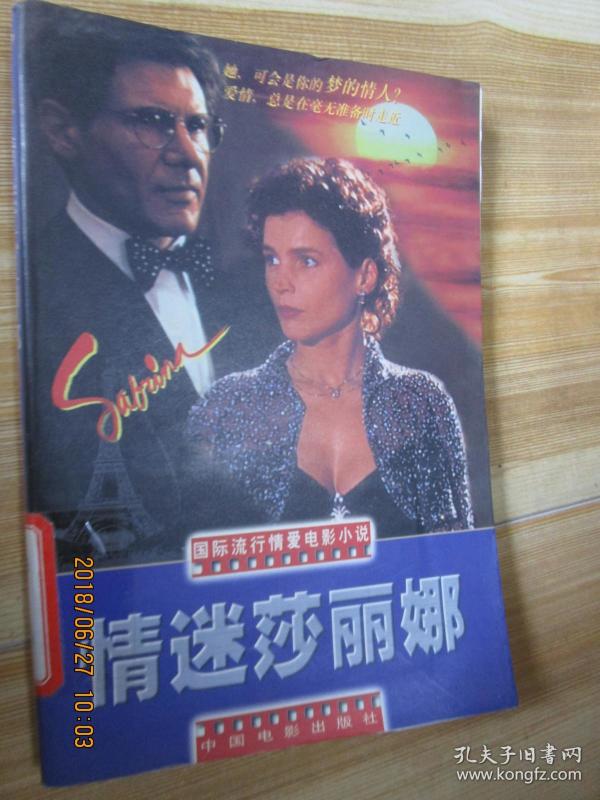 她、可会是你的梦的情人？
爱情、总是在毫无准备时走近
Sabrina
国际流行情爱电影小说
情迷莎丽娜
中国电影出版社
2018/06/27 10:03
孔夫子旧书网
www.kongfz.com